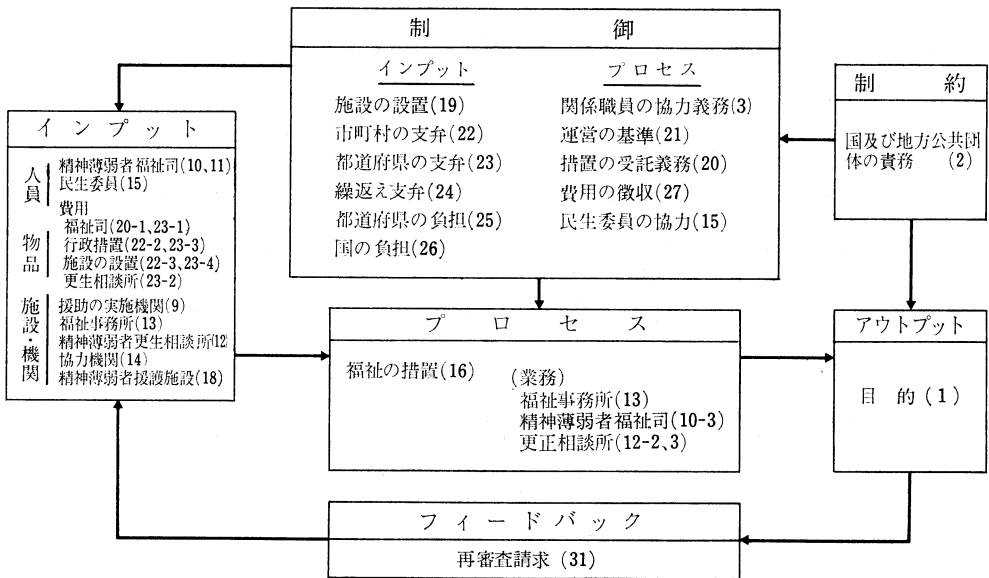 制御
インプット
施設の設置(19)
市町村の支弁(22)
都道府県の支弁(23)
繰返え支弁(24)
都道府県の負担(25)
国の負担(26)
プロセス
関係職員の協力義務(3)
運営の基準(21)
措置の受託義務(20)
費用の徴収(27)
民生委員の協力(15)
制約
国及び地方公共団
体の責務 (2)
インプット
人員
精神薄弱者福祉司(10、11)
民生委員(15)
物品
費用
福祉司(20-1、23-1)
行政措置(22-2、23-3)
施設の設置(22-3、23-4)
更生相談所(23-2)
施設・機関
援助の実施機関(9)
福祉事務所(13)
精神薄弱者更生相談所(12)
協力機関(14)
精神薄弱者援護施設(18)
プロセス
福祉の措置(16)
(業務)
福祉事務所(13)
精神薄弱者福祉司(10-3)
更正相談所(12-2、3)
アウトプット
目的(1)
フィードバック
再審査請求(31)